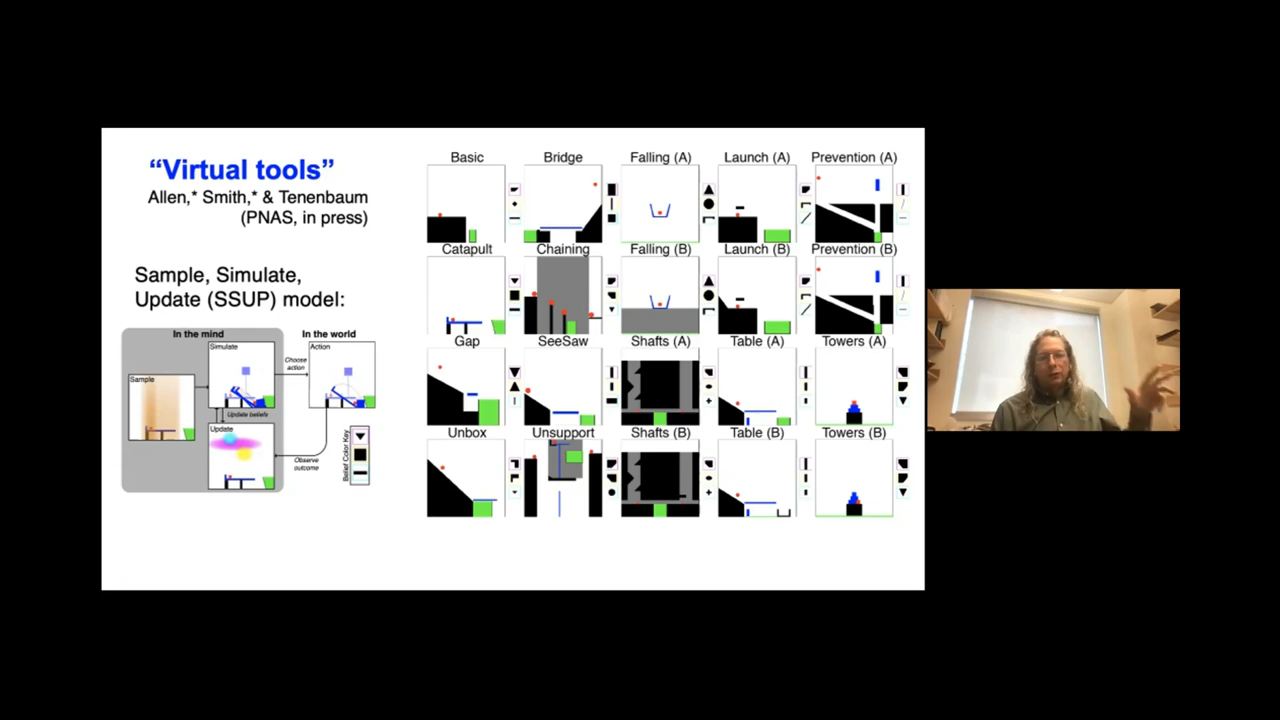 “Virtual tools”
Allen,* Smith,* & Tenenbaum
(PNAS, in press)
Sample, Simulate,
Update (SSUP) model:
In the mind
In the world
Simulate
Action
Choose
action
Sample
Update beliefs
Update
Observe
outcome
Belief Color Key
Basic
Bridge
Falling (A)
Launch (A)
Prevention (A)
Catapult
Chaining
Falling (B)
Launch (B)
Prevention (B)
Gap
SeeSaw
Shafts (A)
Table (A)
Towers (A)
Unbox
Unsupport
Shafts (B)
Table (B)
Towers (B)